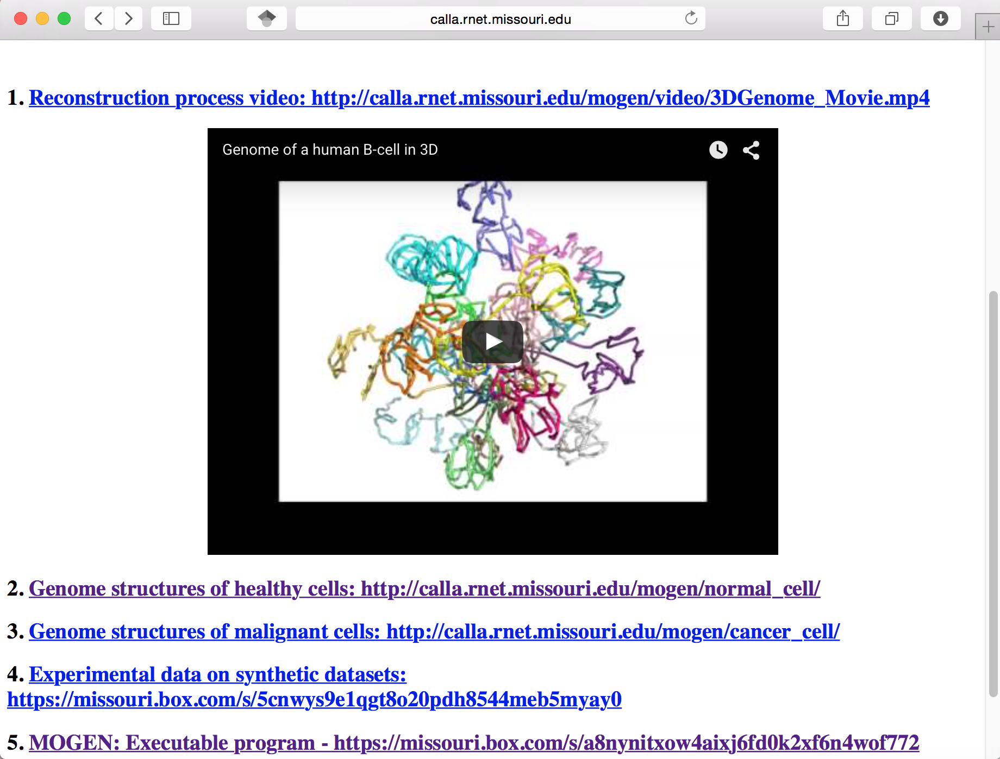 calla.rnet.missouri.edu
1. Reconstruction process video: http://calla.rnet.missouri.edu/mogen/video/3DGenome_Movie.mp4
Genome of a human B-cell in 3D
2. Genome structures of healthy cells: http://calla.rnet.missouri.edu/mogen/normal_cell/
3. Genome structures of malignant cells: http://calla.rnet.missouri.edu/mogen/cancer_cell/
4. Experimental data on synthetic datasets:
https://missouri.box.com/s/5cnwys9e1qgt8o20pdh8544meb5myay0
5. MOGEN: Executable program - https://missouri.box.com/s/a8nynitxow4aixj6fd0k2xf6n4wof772